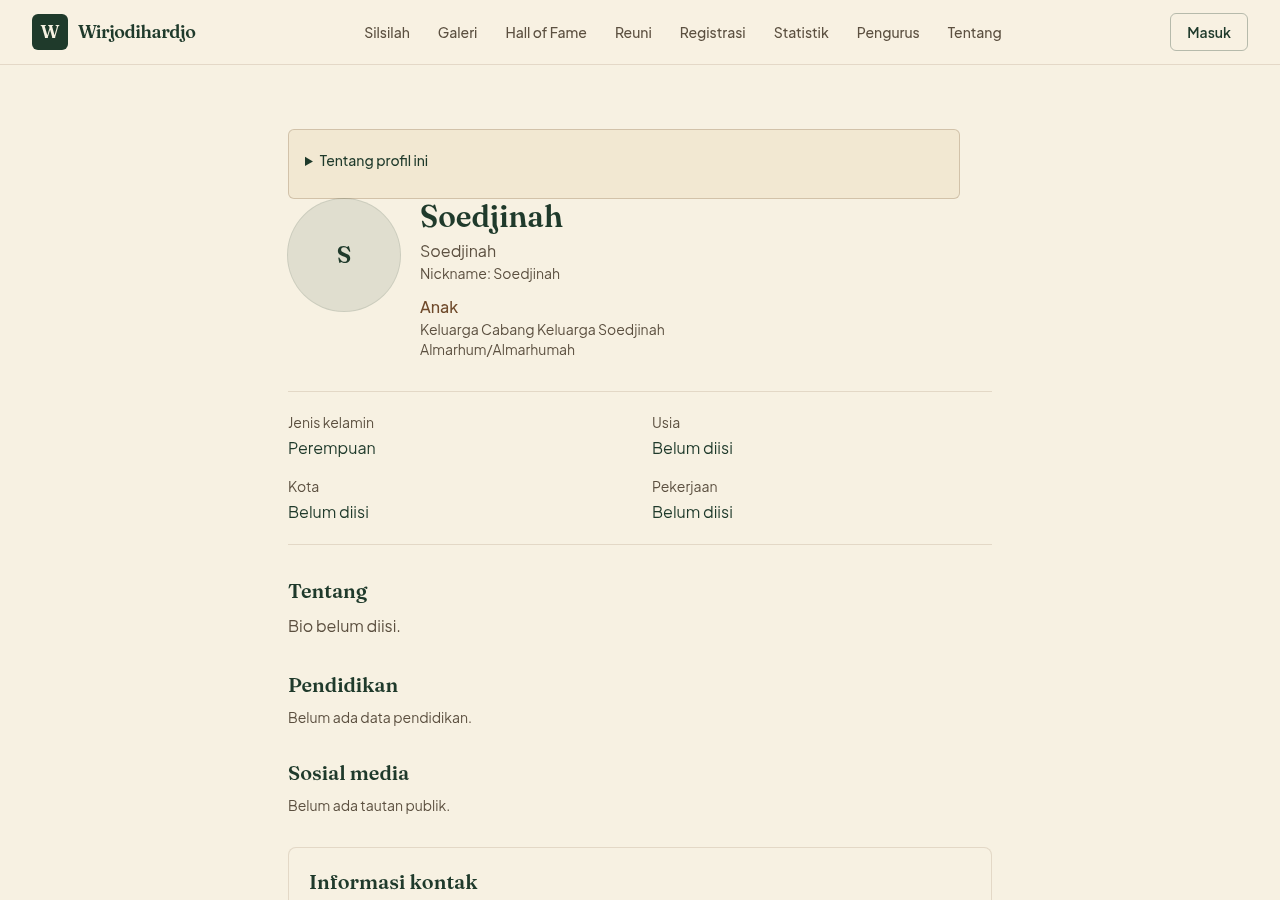 W Wirjodihardjo Silsilah Galeri Hall of Fame Reuni Registrasi Statistik Pengurus Tentang Masuk
Tentang profil ini
S
Soedjinah
Soedjinah
Nickname: Soedjinah
Anak
Keluarga Cabang Keluarga Soedjinah
Almarhum/Almarhumah
Jenis kelamin
Perempuan
Usia
Belum diisi
Kota
Belum diisi
Pekerjaan
Belum diisi
Tentang
Bio belum diisi.
Pendidikan
Belum ada data pendidikan.
Sosial media
Belum ada tautan publik.
Informasi kontak